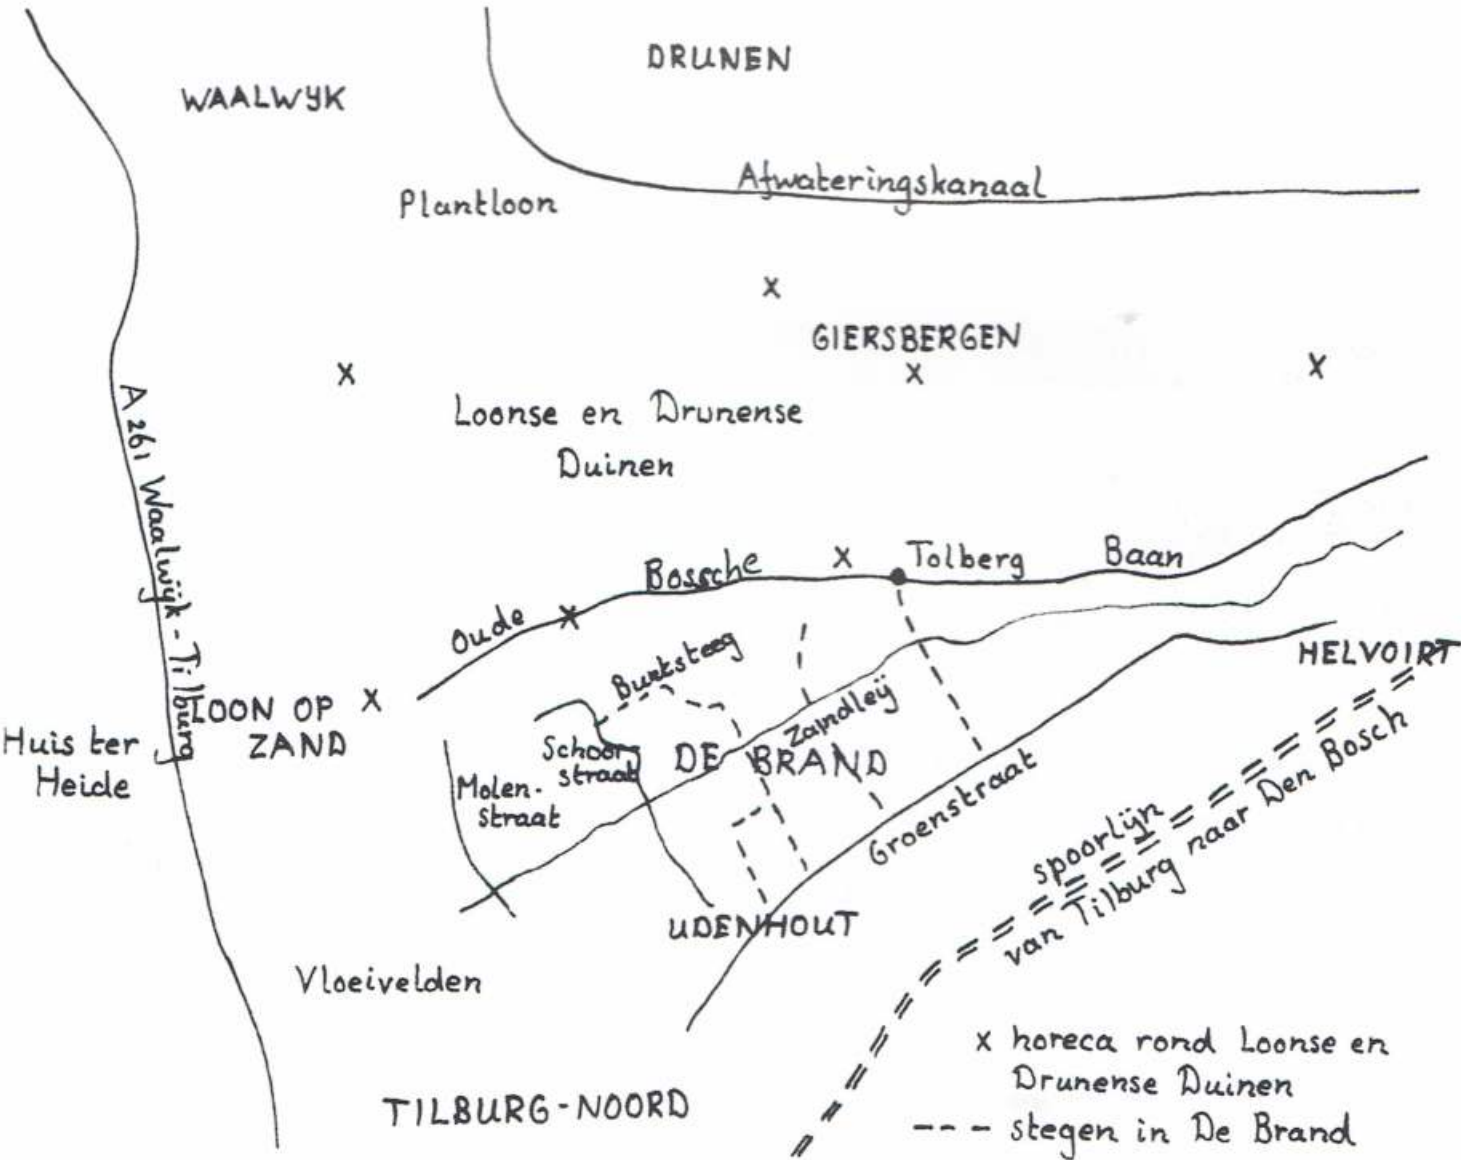 DRUNEN
WAALWYK
Afwateringskanaal
Plantloon
x
GIERSBERGEN
x
x
x
Loonse en Drunense
Duinen
A 261 Waalwijk - Tilburg
Oude Bossche Baan
x
Tolberg
x
Burksteeg
HELVOIRT
LOON OP
ZAND
x
Huis ter
Heide
Schoor
straat
Zandleij
DE BRAND
Molen-
straat
Groenstraat
spoorlijn
van Tilburg naar Den Bosch
UDENHOUT
Vloeivelden
x horeca rond Loonse en
Drunense Duinen
TILBURG-NOORD
--- stegen in De Brand